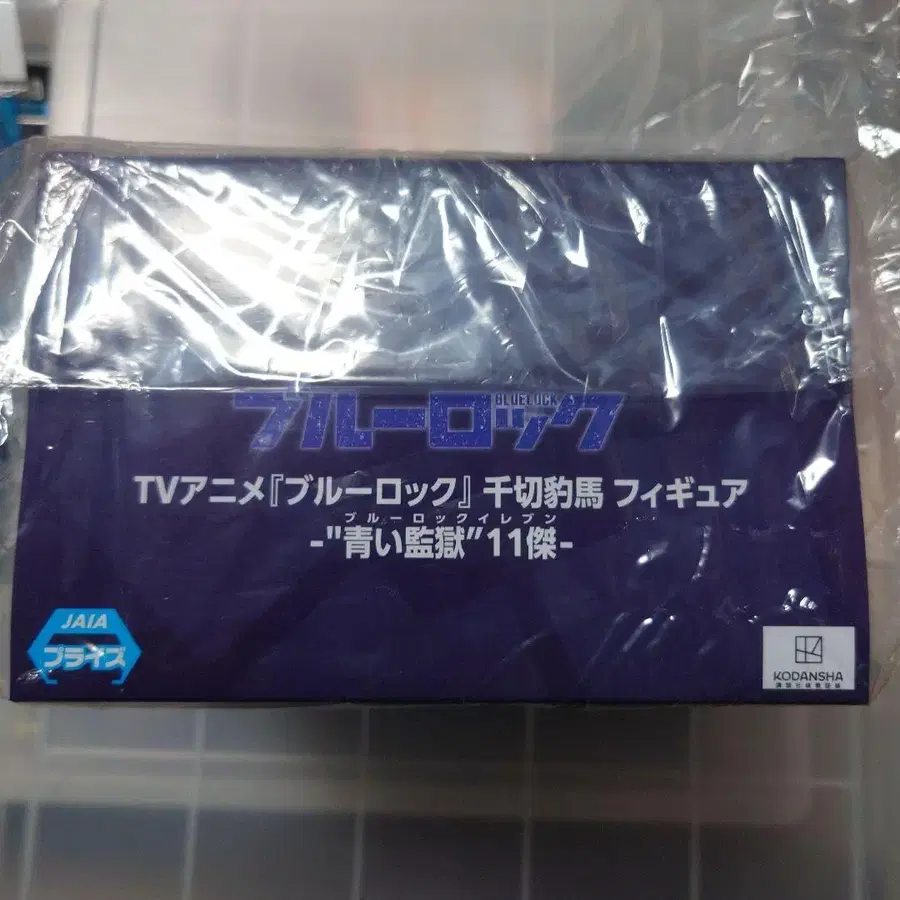 ブルーロック
BLUELOCK
TVアニメ『ブルーロック』千切豹馬 フィギュア
ブルーロックイレブン
-"青い監獄"11傑-
JAIA
プライズ
KODANSHA